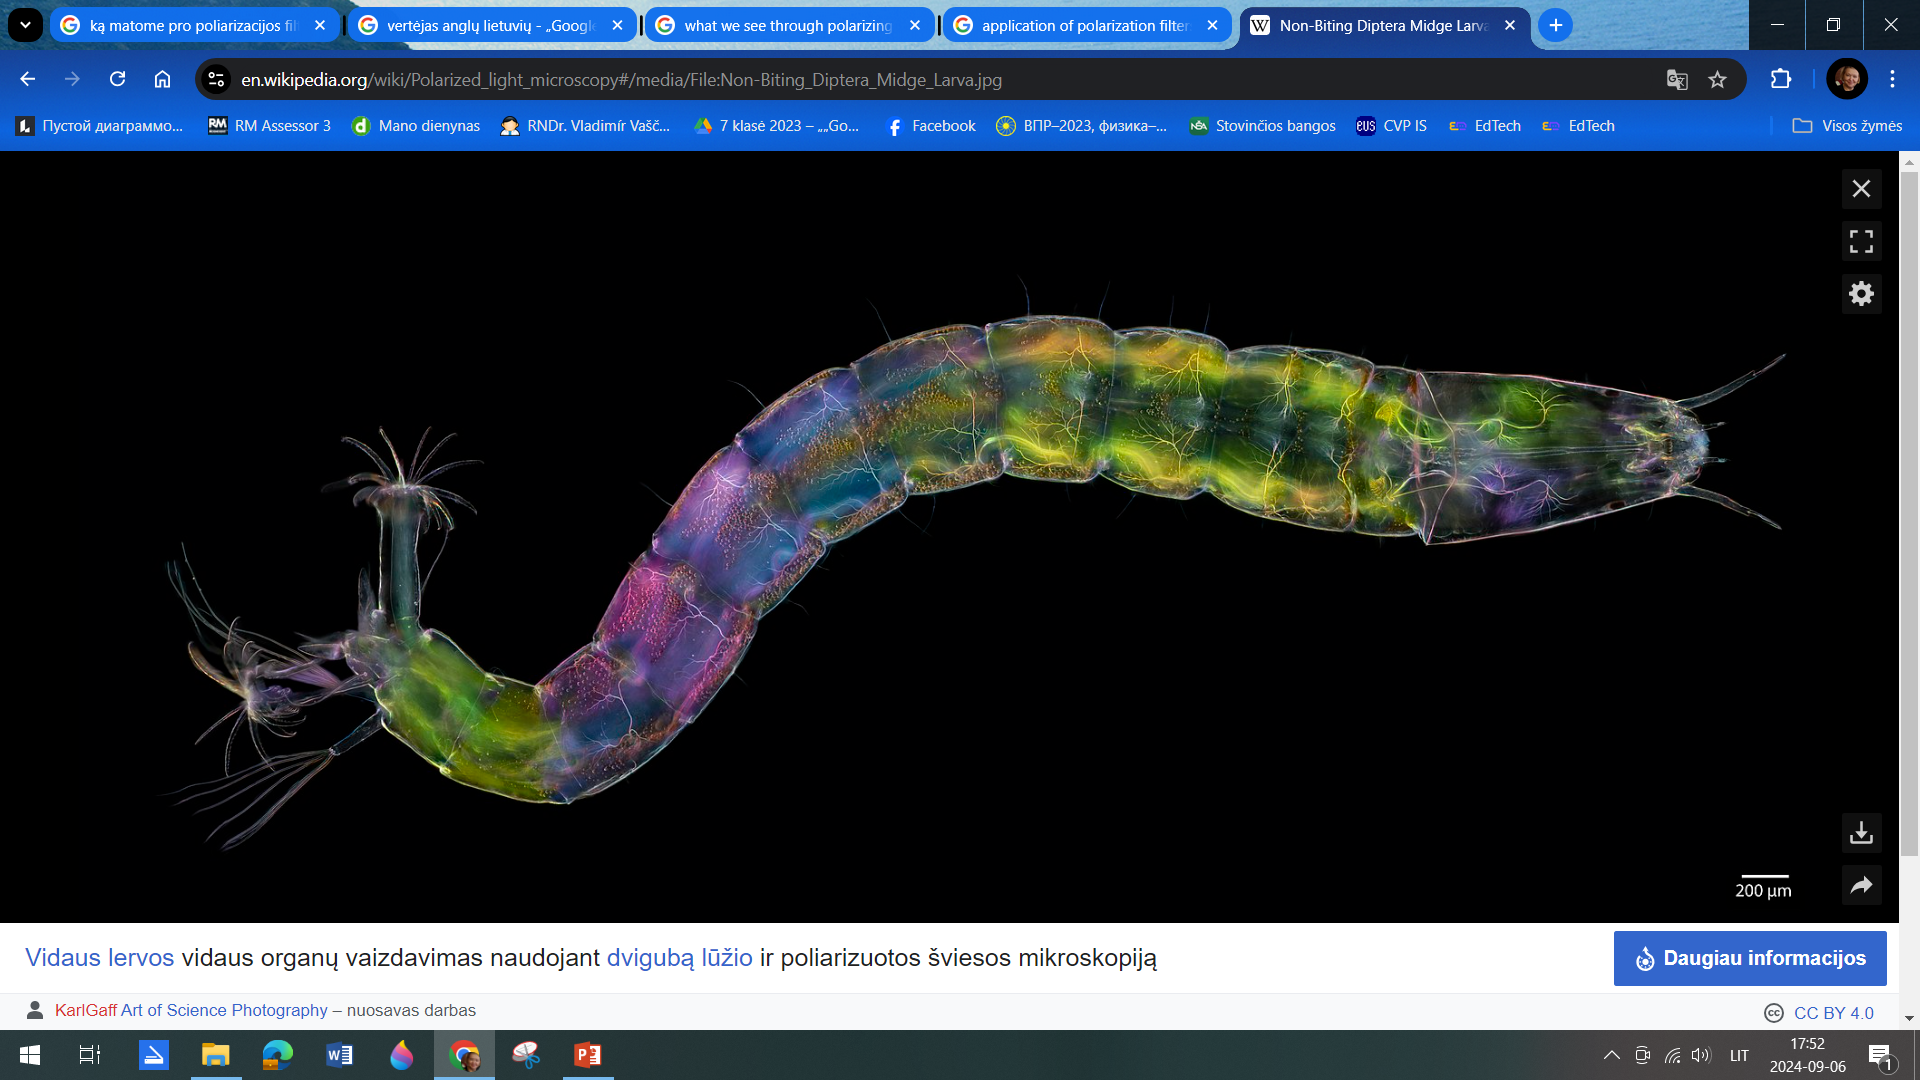 ką matome pro poliarizacijos fil
vertėjas anglų lietuvių - „Google
what we see through polarizing
application of polarization filter
Non-Biting Diptera Midge Larva
en.wikipedia.org/wiki/Polarized_light_microscopy#/media/File:Non-Biting_Diptera_Midge_Larva.jpg
Пустой диаграммо...
RM Assessor 3
Mano dienynas
RNDr. Vladimír Vašč...
7 klasė 2023 – „„Go...
Facebook
ВПР–2023, физика–...
Stovinčios bangos
CVP IS
EdTech
EdTech
Visos žymės
200 µm
Vidaus lervos vidaus organų vaizdavimas naudojant dvigubą lūžio ir poliarizuotos šviesos mikroskopiją
Daugiau informacijos
KarlGaff Art of Science Photography – nuosavas darbas
CC BY 4.0
LIT
17:52
2024-09-06
1